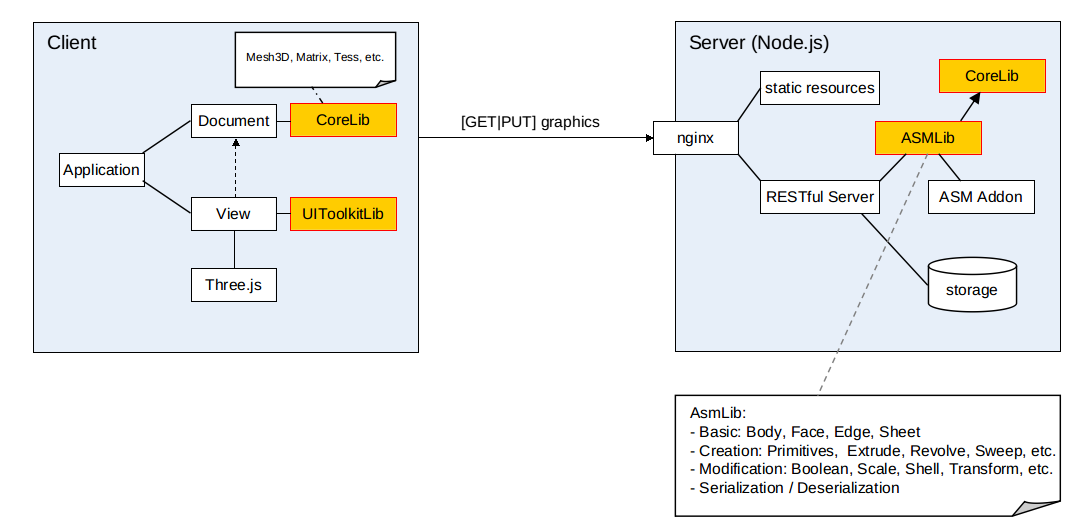 Client
Mesh3D, Matrix, Tess, etc.
Document
CoreLib
Application
View
UIToolkitLib
Three.js
[GET|PUT] graphics
Server (Node.js)
static resources
CoreLib
nginx
ASMLib
RESTful Server
ASM Addon
storage
AsmLib:
- Basic: Body, Face, Edge, Sheet
- Creation: Primitives, Extrude, Revolve, Sweep, etc.
- Modification: Boolean, Scale, Shell, Transform, etc.
- Serialization / Deserialization